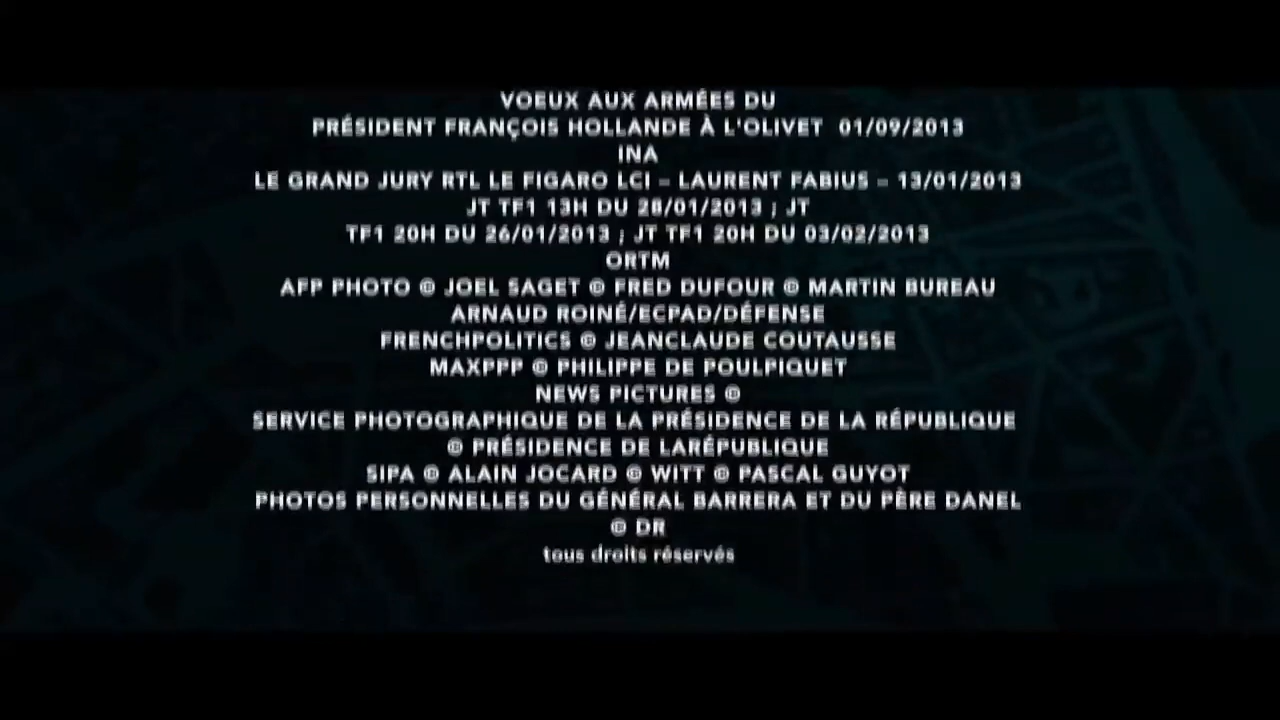 VOEUX AUX ARMÉES DU
PRÉSIDENT FRANÇOIS HOLLANDE À L'OLIVET 01/09/2013
INA
LE GRAND JURY RTL LE FIGARO LCI – LAURENT FABIUS – 13/01/2013
JT TF1 13H DU 28/01/2013 ; JT
TF1 20H DU 26/01/2013 ; JT TF1 20H DU 03/02/2013
ORTM
AFP PHOTO © JOEL SAGET © FRED DUFOUR © MARTIN BUREAU
ARNAUD ROINÉ/ECPAD/DÉFENSE
FRENCHPOLITICS © JEANCLAUDE COUTAUSSE
MAXPPP © PHILIPPE DE POULPIQUET
NEWS PICTURES ©
SERVICE PHOTOGRAPHIQUE DE LA PRÉSIDENCE DE LA RÉPUBLIQUE
© PRÉSIDENCE DE LARÉPUBLIQUE
SIPA © ALAIN JOCARD © WITT © PASCAL GUYOT
PHOTOS PERSONNELLES DU GÉNÉRAL BARRERA ET DU PÈRE DANEL
© DR
tous droits réservés